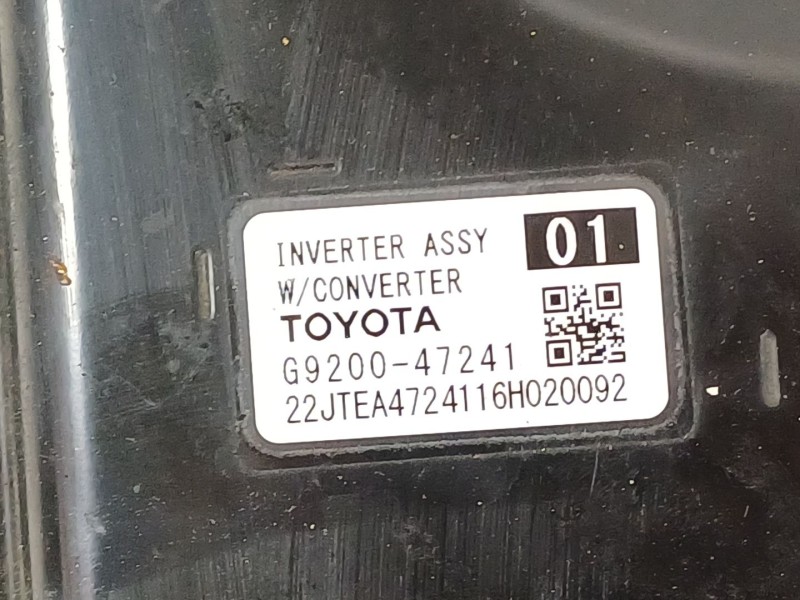 INVERTER ASSY 01
W/CONVERTER
TOYOTA
G9200-47241
22JTEA4724116H020092